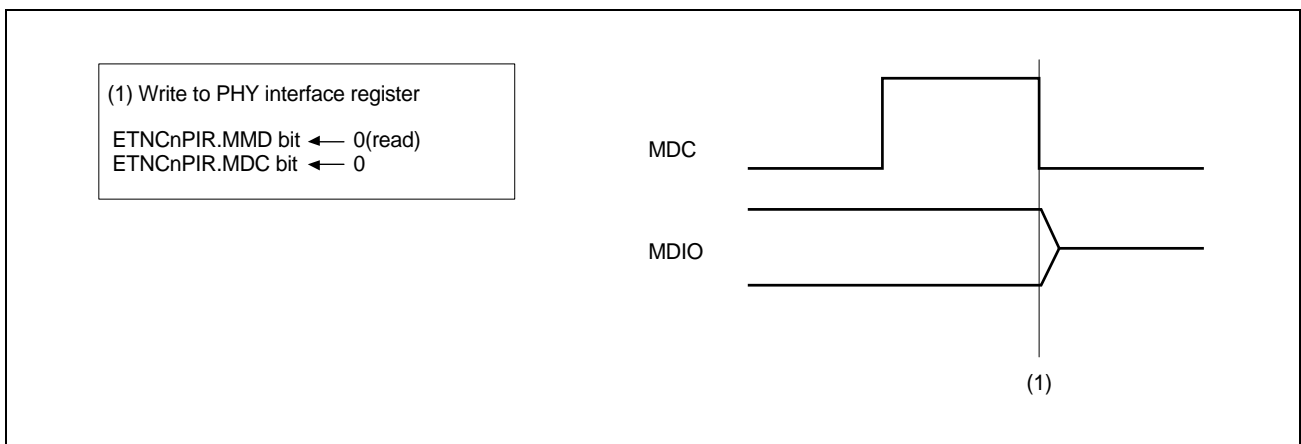 (1) Write to PHY interface register
ETNCnPIR.MMD bit ← 0(read)
ETNCnPIR.MDC bit ← 0
MDC
MDIO
(1)